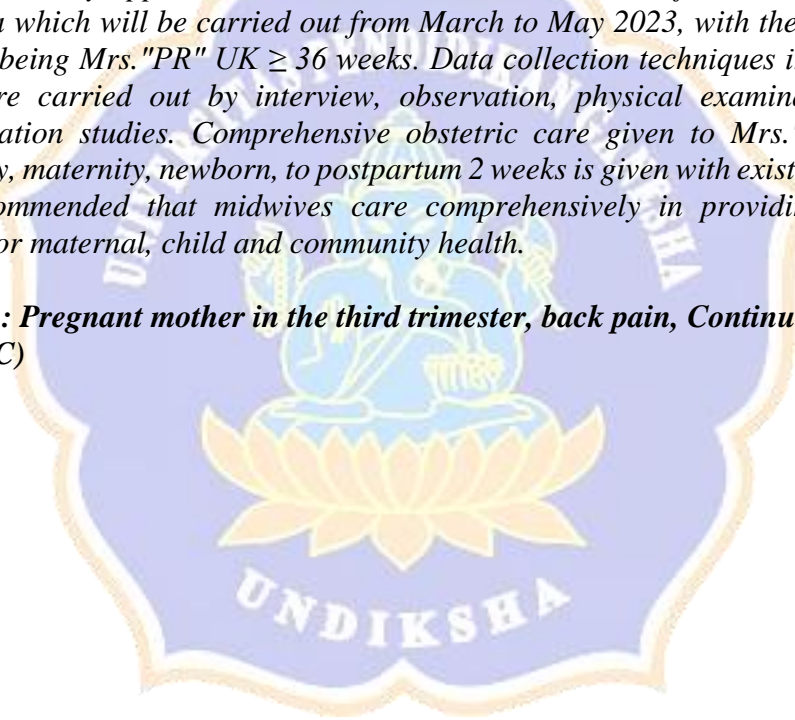 which will be carried out from March to May 2023, with the
being Mrs."PR" UK ≥ 36 weeks. Data collection techniques
re carried out by interview, observation, physical examina
ation studies. Comprehensive obstetric care given to Mrs."
y, maternity, newborn, to postpartum 2 weeks is given with exist
ommended that midwives care comprehensively in providi
or maternal, child and community health.
: Pregnant mother in the third trimester, back pain, Continu
C)
UNDIKSHA